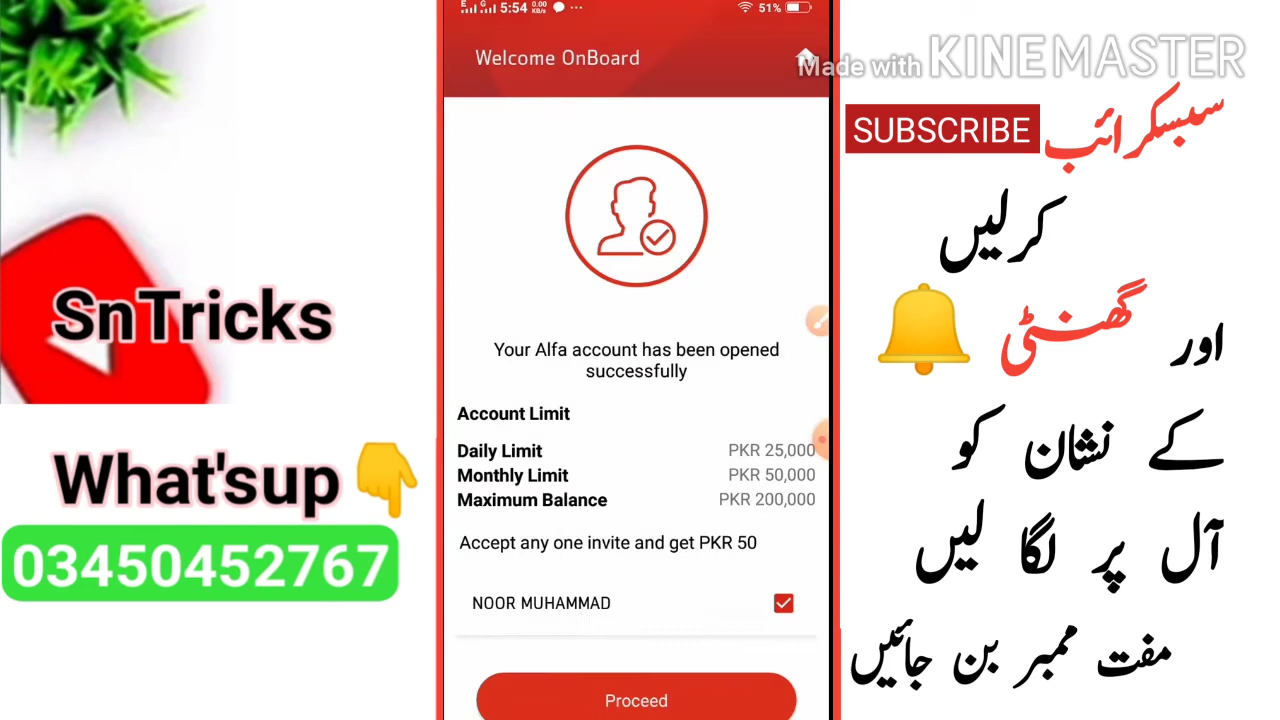 SnTricks
What'sup
03450452767
5:54 0.00 KB/s
51%
Welcome OnBoard
Your Alfa account has been opened
successfully
Account Limit
Daily Limit PKR 25,000
Monthly Limit PKR 50,000
Maximum Balance PKR 200,000
Accept any one invite and get PKR 50
NOOR MUHAMMAD
Proceed
Made with KINEMASTER
SUBSCRIBE سبسکرائب
کرلیں
اور گھنٹی
کے نشان کو
آل پر لگا لیں
مفت ممبر بن جائیں